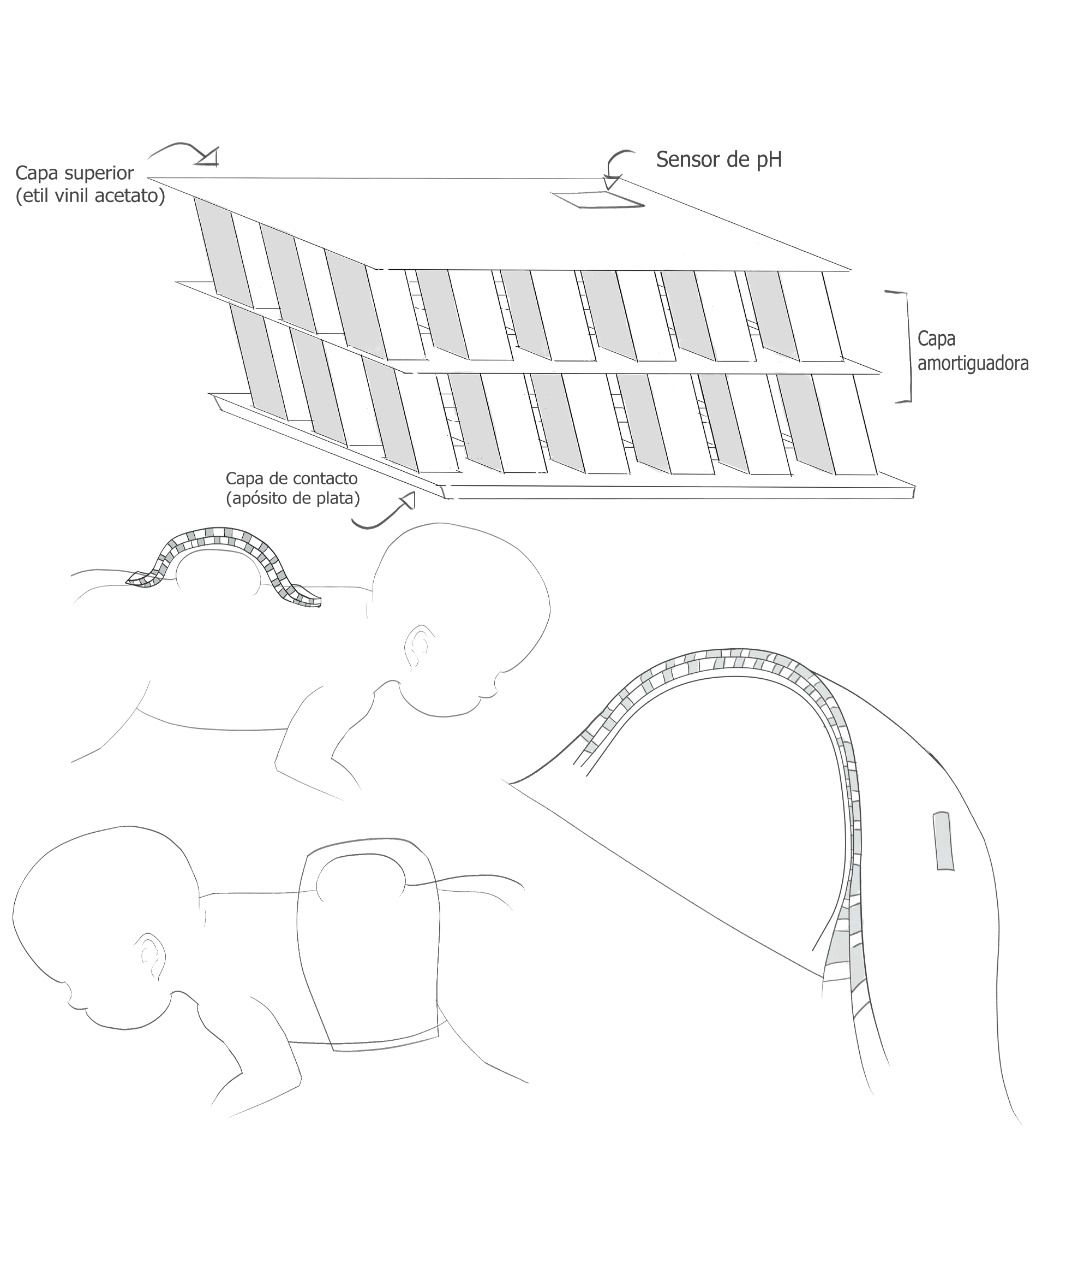 Capa superior
(etil vinil acetato)
Sensor de pH
Capa
amortiguadora
Capa de contacto
(apósito de plata)